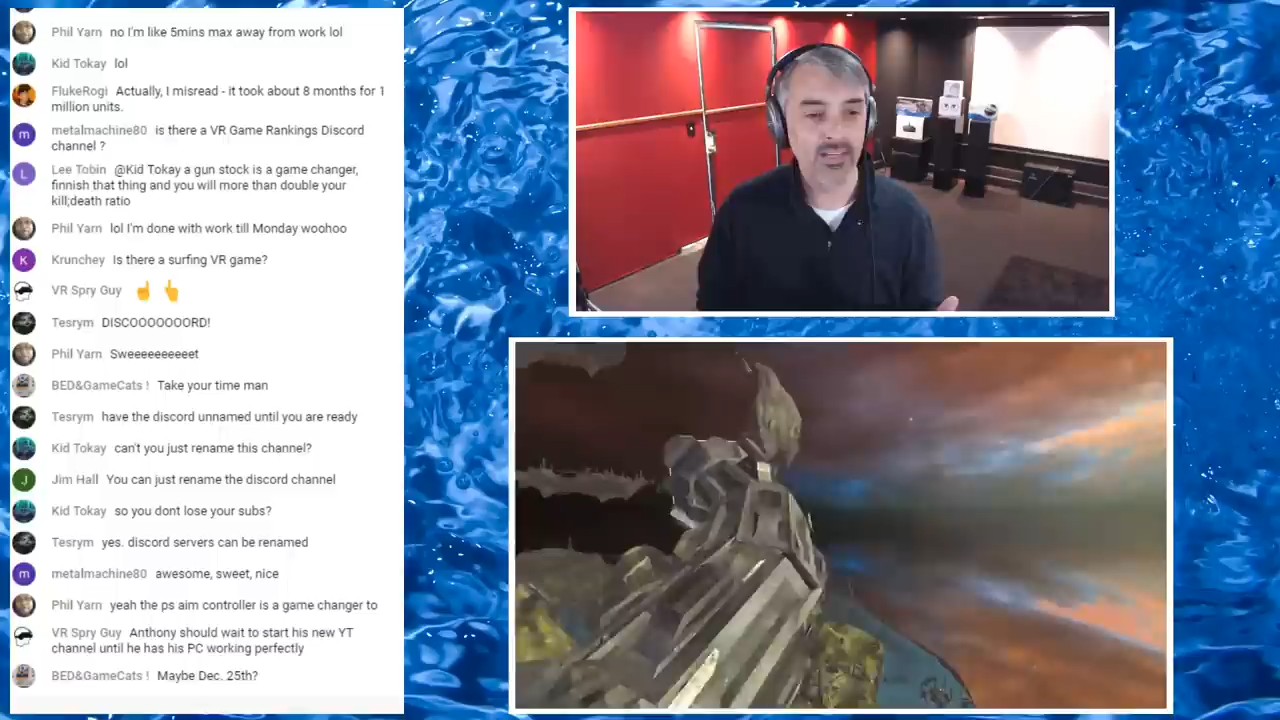 Phil Yarn no I'm like 5mins max away from work lol
Kid Tokay lol
FlukeRogi Actually, I misread - it took about 8 months for 1
million units.
metalmachine80 is there a VR Game Rankings Discord
channel ?
Lee Tobin @Kid Tokay a gun stock is a game changer,
finnish that thing and you will more than double your
kill;death ratio
Phil Yarn lol I'm done with work till Monday woohoo
Krunchey Is there a surfing VR game?
VR Spry Guy ☝ 👆
Tesrym DISCOOOOOOORD!
Phil Yarn Sweeeeeeeeeet
BED&GameCats ! Take your time man
Tesrym have the discord unnamed until you are ready
Kid Tokay can't you just rename this channel?
Jim Hall You can just rename the discord channel
Kid Tokay so you dont lose your subs?
Tesrym yes. discord servers can be renamed
metalmachine80 awesome, sweet, nice
Phil Yarn yeah the ps aim controller is a game changer to
VR Spry Guy Anthony should wait to start his new YT
channel until he has his PC working perfectly
BED&GameCats ! Maybe Dec. 25th?